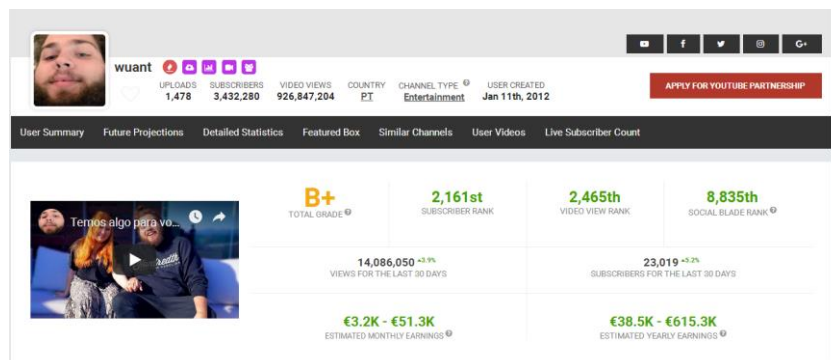 f
G+
wuant
UPLOADS SUBSCRIBERS VIDEO VIEWS COUNTRY CHANNEL TYPE USER CREATED
1,478 3,432,280 926,847,204 PT Entertainment Jan 11th, 2012
APPLY FOR YOUTUBE PARTNERSHIP
User Summary Future Projections Detailed Statistics Featured Box Similar Channels User Videos Live Subscriber Count
Temos algo para vo...
B+ 2,161st 2,465th 8,835th
TOTAL GRADE SUBSCRIBER RANK VIDEO VIEW RANK SOCIAL BLADE RANK
14,086,050 +3.9% 23,019 +5.2%
VIEWS FOR THE LAST 30 DAYS SUBSCRIBERS FOR THE LAST 30 DAYS
€3.2K - €51.3K €38.5K - €615.3K
ESTIMATED MONTHLY EARNINGS ESTIMATED YEARLY EARNINGS